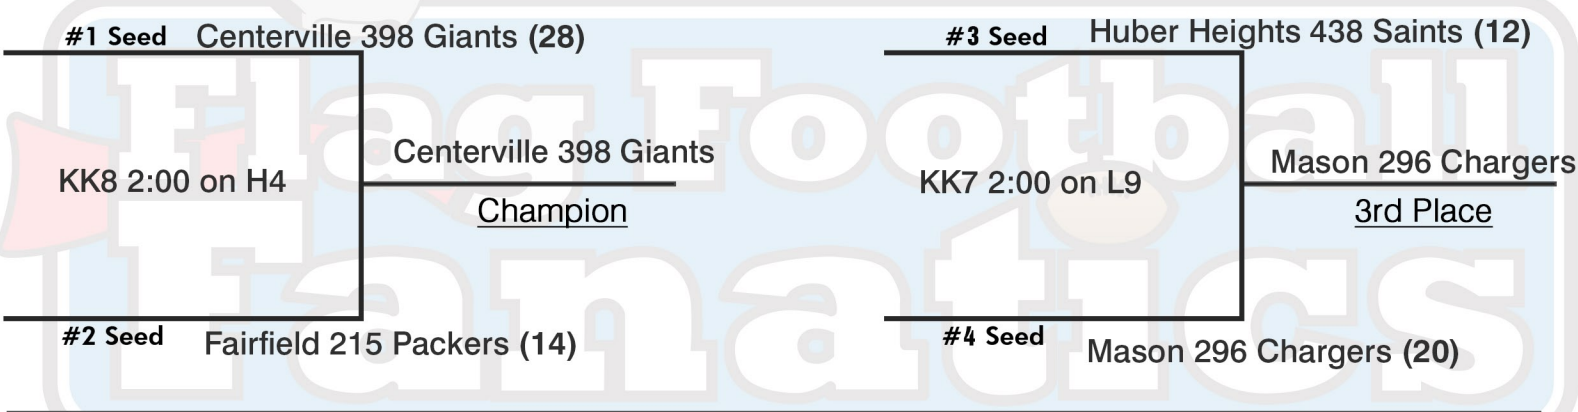 #1 Seed Centerville 398 Giants (28)
KK8 2:00 on H4
Centerville 398 Giants
Champion
#2 Seed Fairfield 215 Packers (14)
#3 Seed Huber Heights 438 Saints (12)
KK7 2:00 on L9
Mason 296 Chargers
3rd Place
#4 Seed Mason 296 Chargers (20)
Flag Football
Fanatics